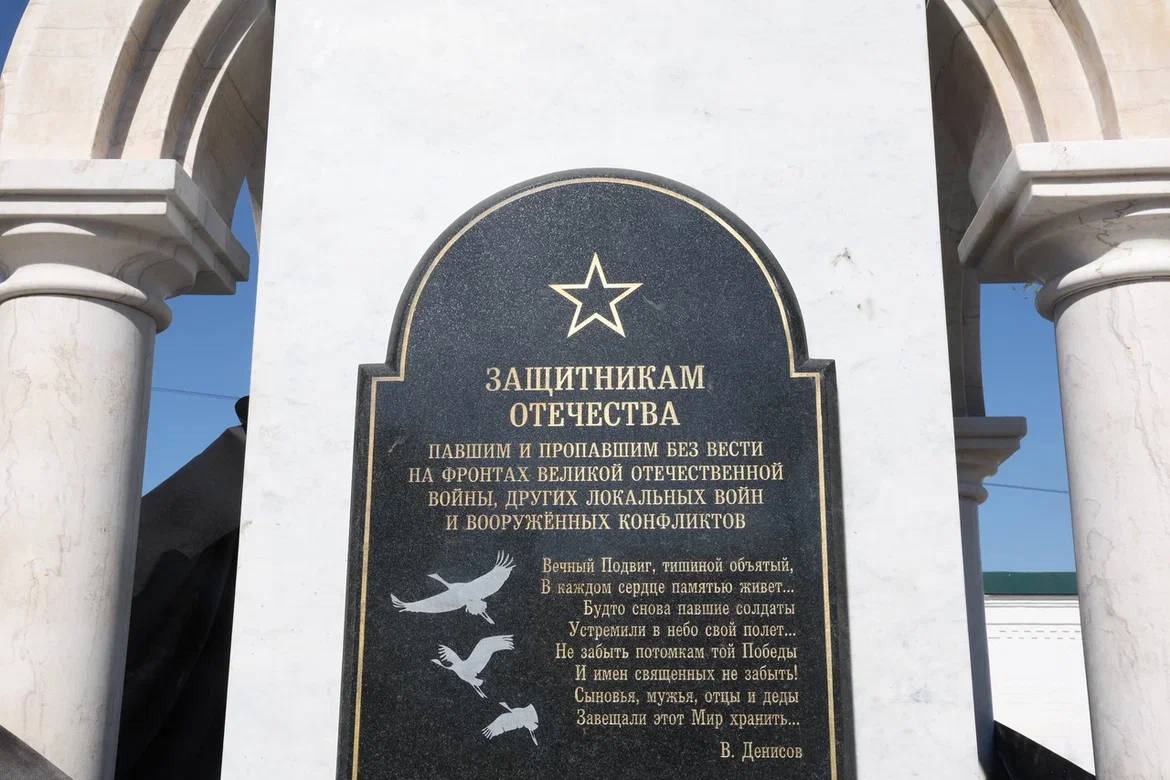 ЗАЩИТНИКАМ
ОТЕЧЕСТВА
ПАВШИМ И ПРОПАВШИМ БЕЗ ВЕСТИ
НА ФРОНТАХ ВЕЛИКОЙ ОТЕЧЕСТВЕННОЙ
ВОЙНЫ, ДРУГИХ ЛОКАЛЬНЫХ ВОЙН
И ВООРУЖЁННЫХ КОНФЛИКТОВ
Вечный Подвиг, тишиной объятый,
В каждом сердце памятью живет...
Будто снова павшие солдаты
Устремили в небо свой полет...
Не забыть потомкам той Победы
И имен священных не забыть!
Сыновья, мужья, отцы и деды
Завещали этот Мир хранить...
В. Денисов